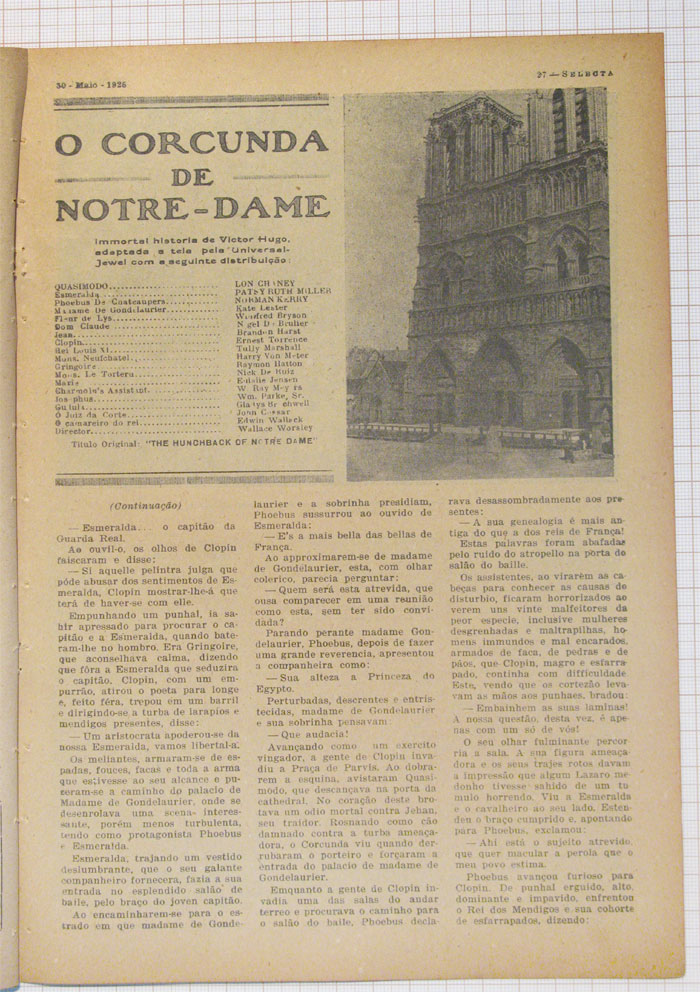 30 - Maio - 1925
27 — SELECTA
O CORCUNDA
DE
NOTRE-DAME
Immortal historia de Victor Hugo,
adaptada a tela pela Universal-
Jewel com a seguinte distribuição:
QUASIMODO.......... LON CHANEY
Esmeralda.......... PATSY RUTH MILLER
Phoebus De Chateaupers.......... NORMAN KERRY
Madame De Gondelaurier.......... Kate Lester
Fleur de Lys.......... Winifred Bryson
Dom Claude.......... Nigel De Brulier
Jean.......... Brandon Hurst
Clopin.......... Ernest Torrence
Rei Louis XI.......... Tully Marshall
Mons. Neufchatel.......... Harry Von Meter
Gringoire.......... Raymon Hatton
Mons. Le Torteru.......... Nick De Ruiz
Marie.......... Eulalie Jensen
Charmolu's Assistant.......... W. Ray Meyers
Josephus.......... Wm. Parke, Sr.
Gudula.......... Gladys Brockwell
O Juiz da Corte.......... John Cossar
O camareiro do rei.......... Edwin Wallock
Director.......... Wallace Worsley
Titulo Original: "THE HUNCHBACK OF NOTRE DAME"
(Continuação)
— Esmeralda... o capitão da
Guarda Real.
Ao ouvil-o, os olhos de Clopin
faiscaram e disse:
— Si aquelle pelintra julga que
póde abusar dos sentimentos de Es-
meralda, Clopin mostrar-lhe-á que
terá de haver-se com elle.
Empunhando um punhal, ia sa-
hir apressado para procurar o ca-
pitão e a Esmeralda, quando bate-
ram-lhe no hombro. Era Gringoire,
que aconselhava calma, dizendo
que fôra a Esmeralda que seduzira
o capitão. Clopin, com um em-
purrão, atirou o poeta para longe
e, feito féra, trepou em um barril
e dirigindo-se a turba de larapios e
mendigos presentes, disse:
— Um aristocrata apoderou-se da
nossa Esmeralda, vamos libertal-a.
Os meliantes, armaram-se de es-
padas, fouces, facas e toda a arma
que estivesse ao seu alcance e pu-
zeram-se a caminho do palacio de
Madame de Gondelaurier, onde se
desenrolava uma scena- interes-
sante, porém menos turbulenta,
tendo como protagonista Phoebus
e Esmeralda.
Esmeralda, trajando um vestido
deslumbrante, que o seu galante
companheiro fornecera, fazia a sua
entrada no esplendido salão de
baile, pelo braço do joven capitão.
Ao encaminharem-se para o es-
trado em que madame de Gonde-
laurier e a sobrinha presidiam,
Phoebus sussurrou ao ouvido de
Esmeralda:
— E's a mais bella das bellas de
França.
Ao approximarem-se de madame
de Gondelaurier, esta, com olhar
colerico, parecia perguntar:
— Quem será esta atrevida, que
ousa comparecer em uma reunião
como esta, sem ter sido convi-
dada?
Parando perante madame Gon-
delaurier, Phoebus, depois de fazer
uma grande reverencia, apresentou
a companheira como:
— Sua alteza a Princeza do
Egypto.
Perturbadas, descrentes e entris-
tecidas, madame de Gondelaurier
e sua sobrinha pensavam:
— Que audacia!
Avançando como um exercito
vingador, a gente de Clopin inva-
diu a Praça de Parvis. Ao dobra-
rem a esquina, avistaram Quasi-
modo, que descançava na porta da
cathedral. No coração deste bro-
tava um odio mortal contra Jehan,
seu traidor. Rosnando como cão
damnado contra a turba ameaça-
dora, o Corcunda viu quando der-
rubaram o porteiro e forçaram a
entrada do palacio de madame de
Gondelaurier.
Emquanto a gente de Clopin in-
vadia uma das salas do andar
terreo e procurava o caminho para
o salão do baile, Phoebus decla-
rava desassombradamente aos pre-
sentes:
— A sua genealogia é mais an-
tiga do que a dos reis de França!
Estas palavras foram abafadas
pelo ruido do atropello na porta do
salão do baille.
Os assistentes, ao virarem as ca-
beças para conhecer as causas de
disturbio, ficaram horrorizados ao
verem uns vinte malfeitores da
peor especie, inclusive mulheres
desgrenhadas e maltrapilhas, ho-
mens immundos e mal encarados,
armados de faca, de pedras e de
páos, que Clopin, magro e esfarra-
pado, continha com difficuldade
Este, vendo que os cortezão leva-
vam as mãos aos punhaes, bradou:
— Embainhem as suas laminas!
A nossa questão, desta vez, é ape-
nas com um só de vós!
O seu olhar fulminante percor-
ria a sala. A sua figura ameaça-
dora e os seus trajes rotos davam
a impressão que algum Lazaro me-
donho tivesse sahido de um tu-
mulo horrendo. Viu a Esmeralda
e o cavalheiro ao seu lado. Esten-
deu o braço cumprido e, apontando
pára Phoebus, exclamou:
— Ahi está o sujeito atrevido,
que quer macular a perola que o
meu povo estima.
Phoebus avançou furioso para
Clopin. De punhal erguido, alto,
dominante e impavido, enfrentou
o Rei dos Mendigos e sua cohorte
de esfarrapados, dizendo: